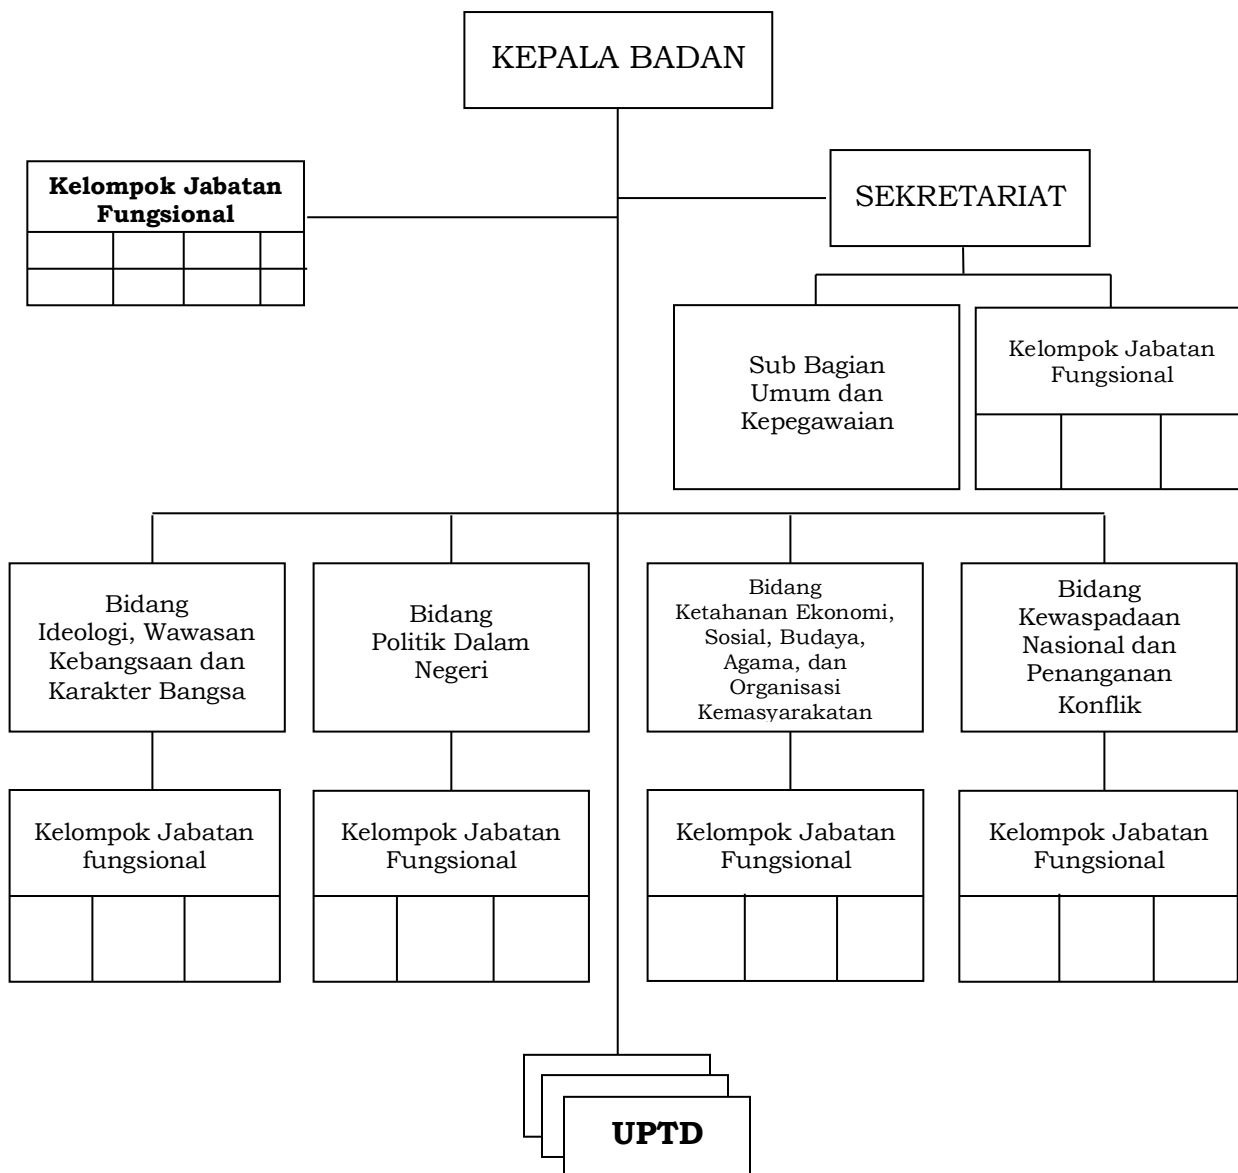 KEPALA BADAN
Kelompok Jabatan
Fungsional
SEKRETARIAT
Sub Bagian
Umum dan
Kepegawaian
Kelompok Jabatan
Fungsional
Bidang
Ideologi, Wawasan
Kebangsaan dan
Karakter Bangsa
Bidang
Politik Dalam
Negeri
Bidang
Ketahanan Ekonomi,
Sosial, Budaya,
Agama, dan
Organisasi
Kemasyarakatan
Bidang
Kewaspadaan
Nasional dan
Penanganan
Konflik
Kelompok Jabatan
fungsional
Kelompok Jabatan
Fungsional
Kelompok Jabatan
Fungsional
Kelompok Jabatan
Fungsional
UPTD